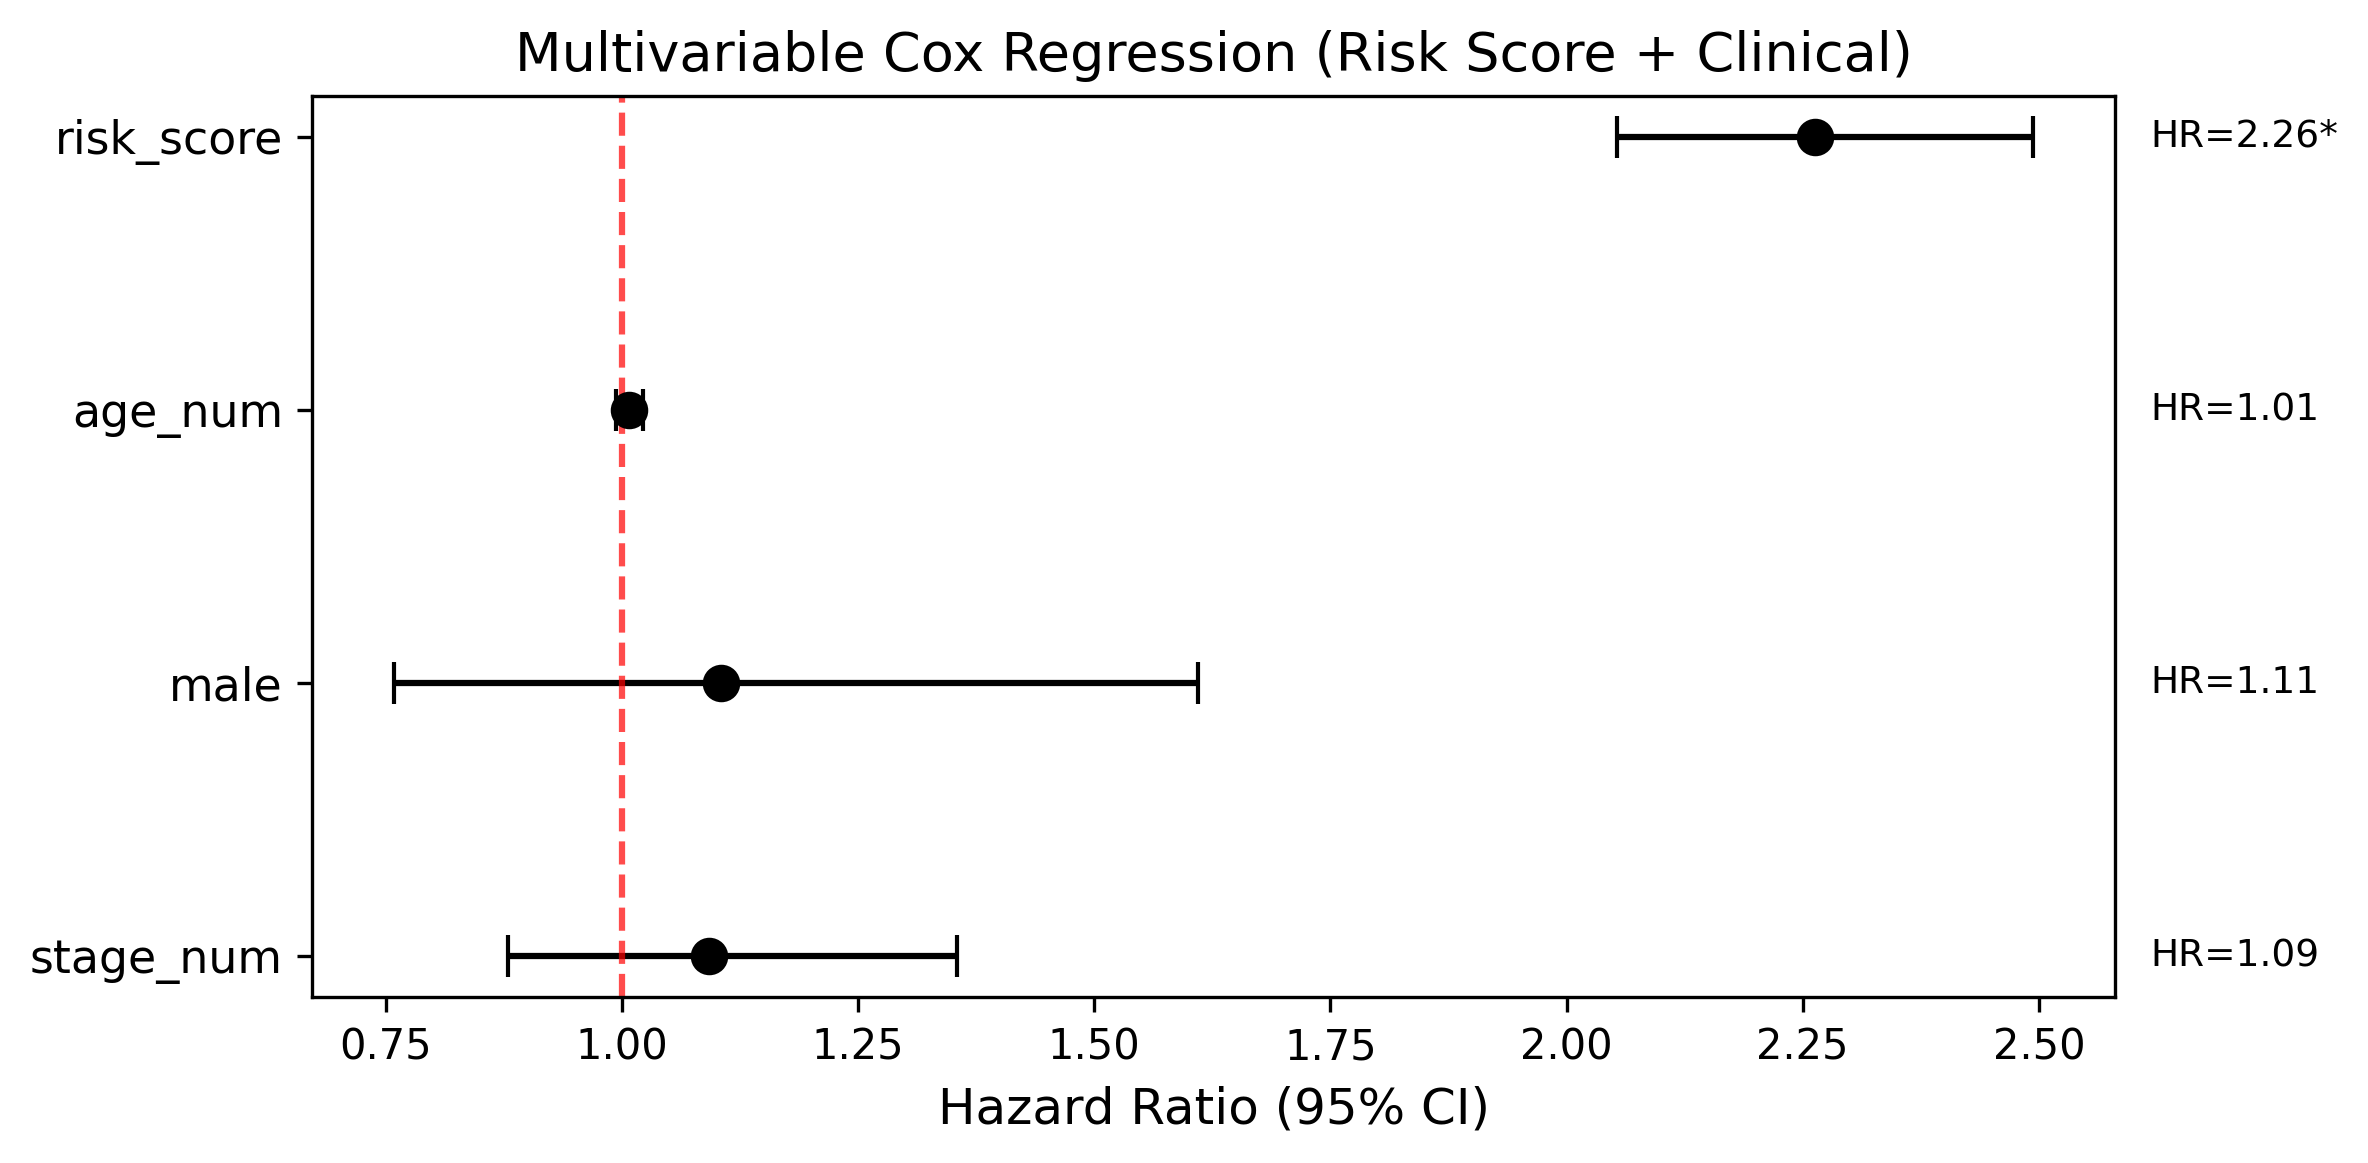 Multivariable Cox Regression (Risk Score + Clinical)
risk_score
HR=2.26*
age_num
HR=1.01
male
HR=1.11
stage_num
HR=1.09
0.75 1.00 1.25 1.50 1.75 2.00 2.25 2.50
Hazard Ratio (95% CI)